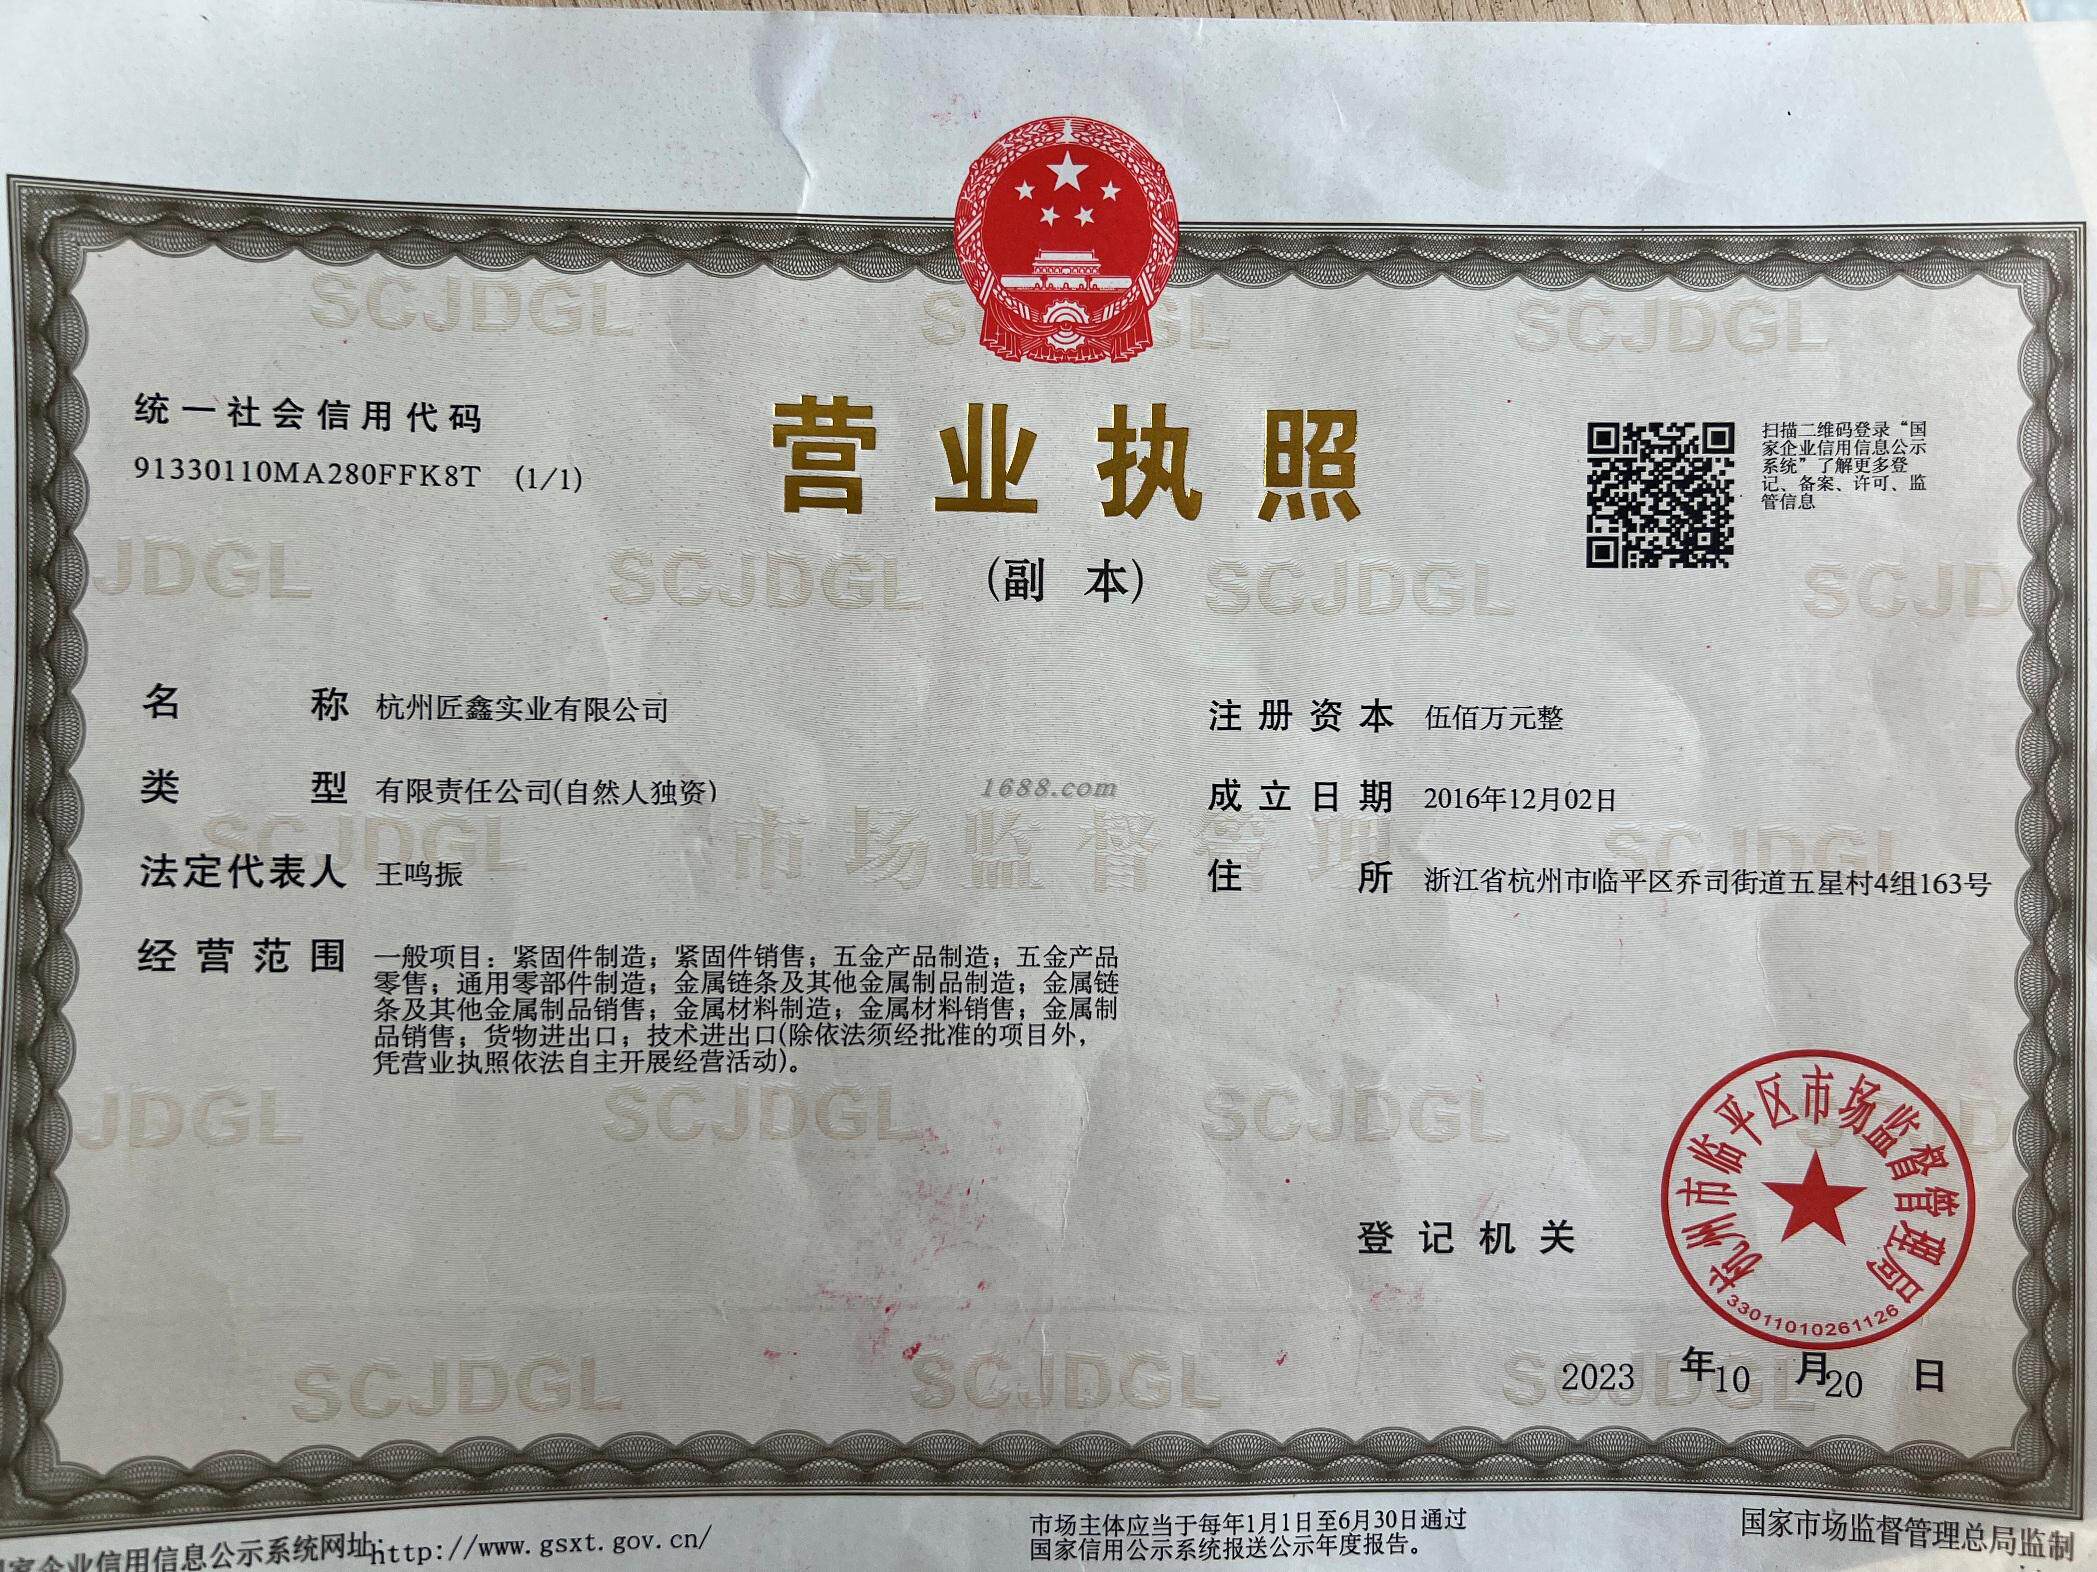 统一社会信用代码
91330110MA280FFK8T (1/1)
营业执照
(副 本)
扫描二维码登录“国
家企业信用信息公示
系统”了解更多登
记、备案、许可、监
管信息
名称 杭州匠鑫实业有限公司
类型 有限责任公司(自然人独资)
法定代表人 王鸣振
经营范围 一般项目：紧固件制造；紧固件销售；五金产品制造；五金产品
零售；通用零部件制造；金属链条及其他金属制品制造；金属链
条及其他金属制品销售；金属材料制造；金属材料销售；金属制
品销售；货物进出口；技术进出口(除依法须经批准的项目外，
凭营业执照依法自主开展经营活动)。
注册资本 伍佰万元整
成立日期 2016年12月02日
住所 浙江省杭州市临平区乔司街道五星村4组163号
1688.com
SCJDGL
市场监督管理
登记机关
杭州市临平区市场监督管理局
33011010261126
2023 年10 月20 日
家企业信用信息公示系统网址:http://www.gsxt.gov.cn/
市场主体应当于每年1月1日至6月30日通过
国家信用公示系统报送公示年度报告。
国家市场监督管理总局监制